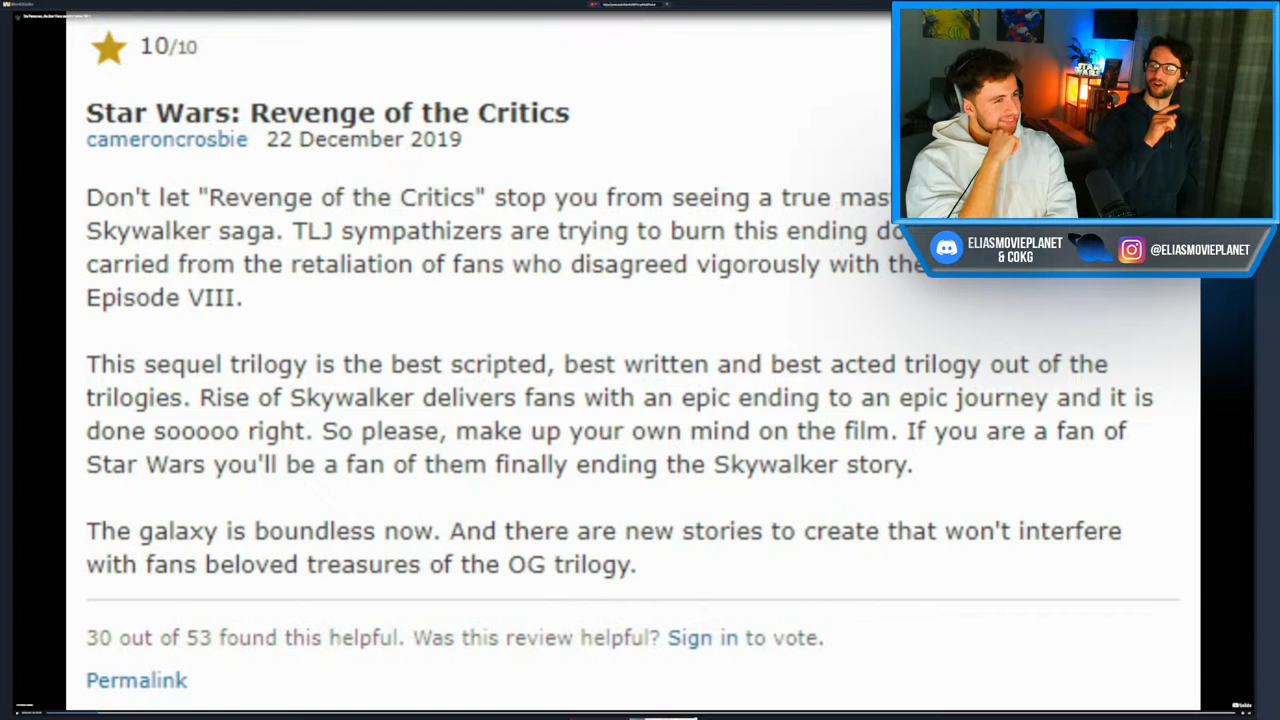 10/10
Star Wars: Revenge of the Critics
cameroncrosbie 22 December 2019
Don't let "Revenge of the Critics" stop you from seeing a true mas
Skywalker saga. TLJ sympathizers are trying to burn this ending do
carried from the retaliation of fans who disagreed vigorously with the
Episode VIII.
This sequel trilogy is the best scripted, best written and best acted trilogy out of the
trilogies. Rise of Skywalker delivers fans with an epic ending to an epic journey and it is
done sooooo right. So please, make up your own mind on the film. If you are a fan of
Star Wars you'll be a fan of them finally ending the Skywalker story.
The galaxy is boundless now. And there are new stories to create that won't interfere
with fans beloved treasures of the OG trilogy.
30 out of 53 found this helpful. Was this review helpful? Sign in to vote.
Permalink
STAR WARS
ELIASMOVIEPLANET
& COKG
@ELIASMOVIEPLANET
YouTube